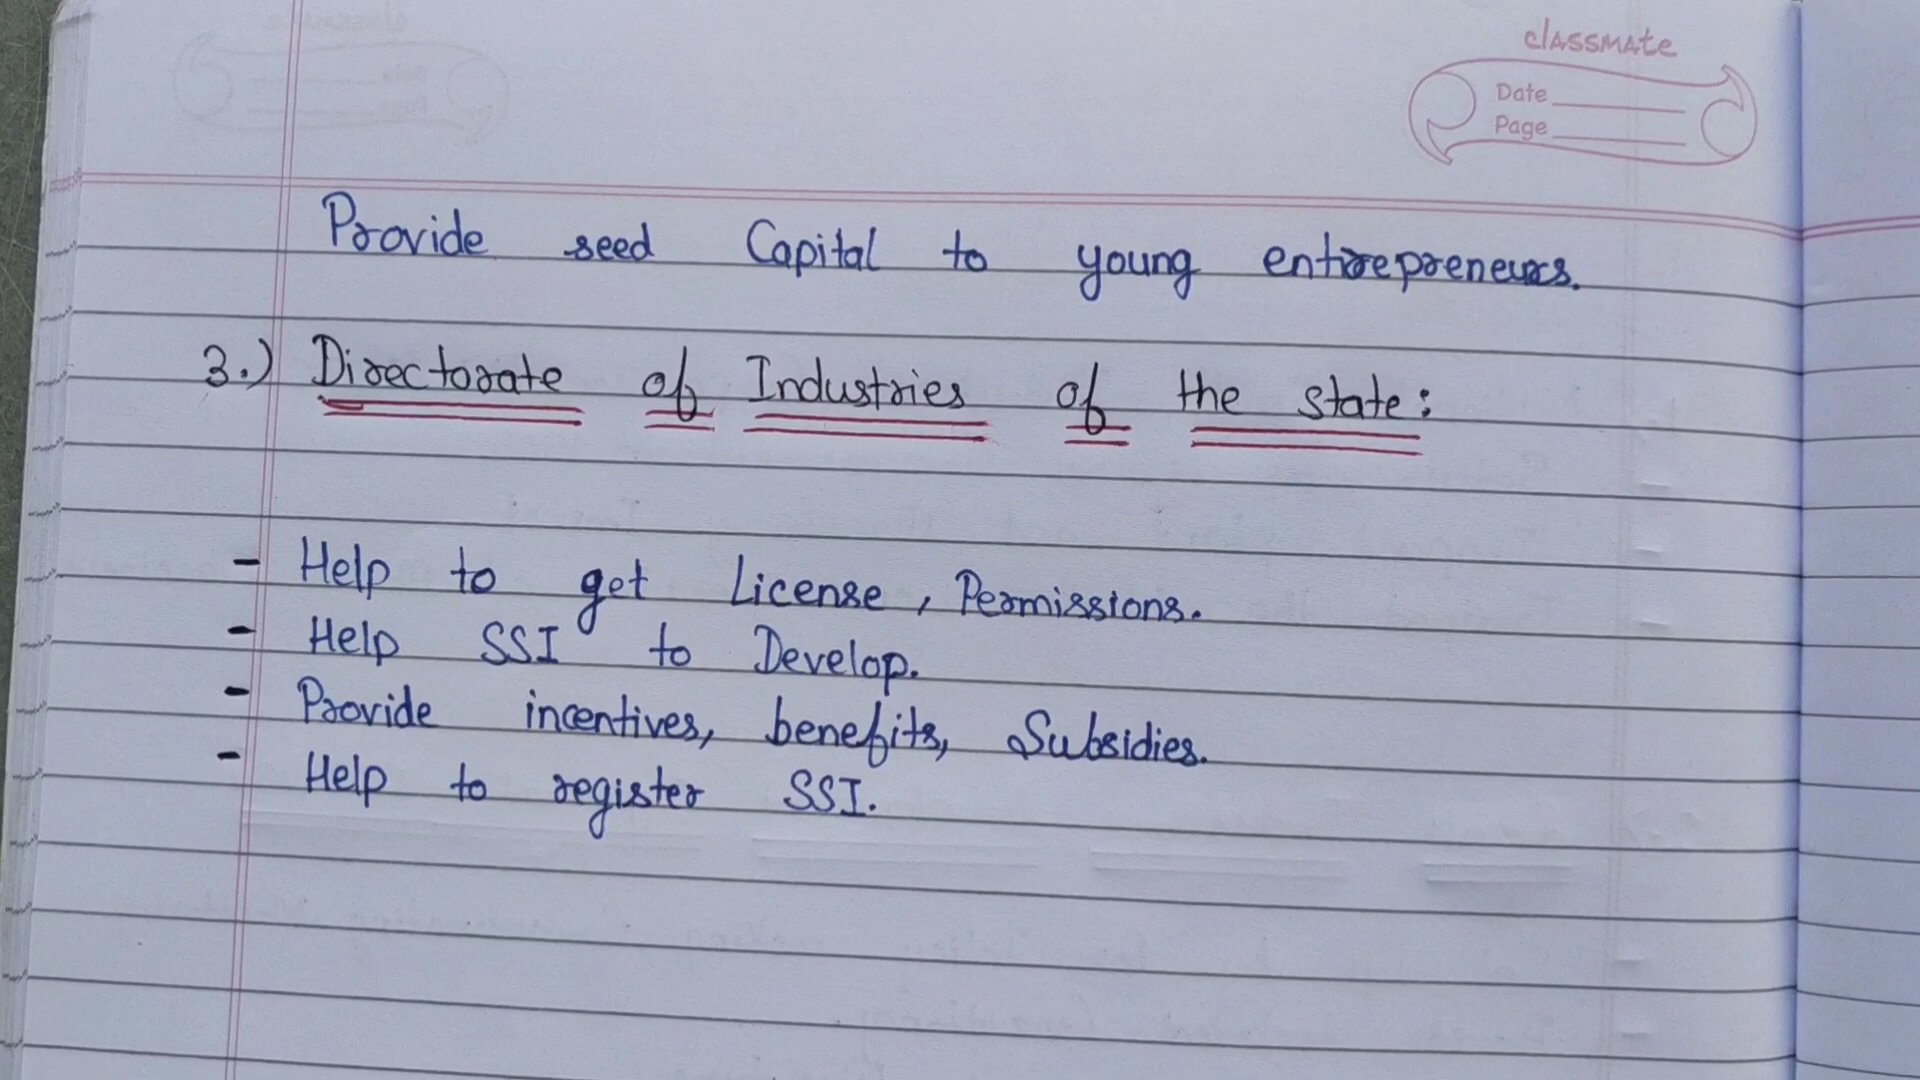 classmate
Date
Page
Provide seed Capital to young entrepreneurs.
3.) Directorate of Industries of the state:
- Help to get License, Permissions.
- Help SSI to Develop.
- Provide incentives, benefits, Subsidies.
- Help to register SSI.